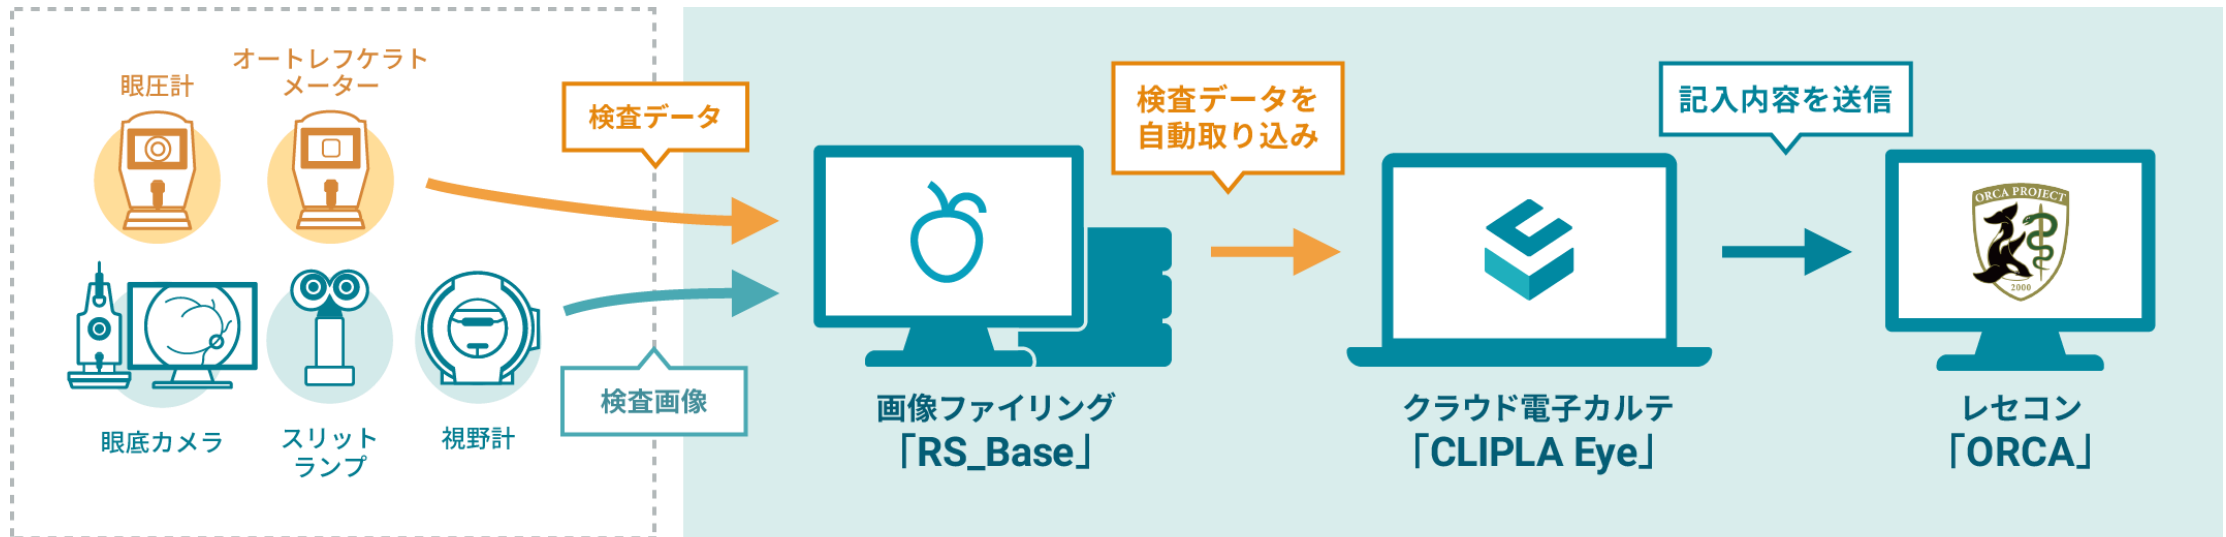 眼圧計
オートレフケラト
メーター
検査データ
眼底カメラ
スリット
ランプ
視野計
検査画像
画像ファイリング
「RS_Base」
検査データを
自動取り込み
クラウド電子カルテ
「CLIPLA Eye」
記入内容を送信
ORCA PROJECT
2000
レセコン
「ORCA」